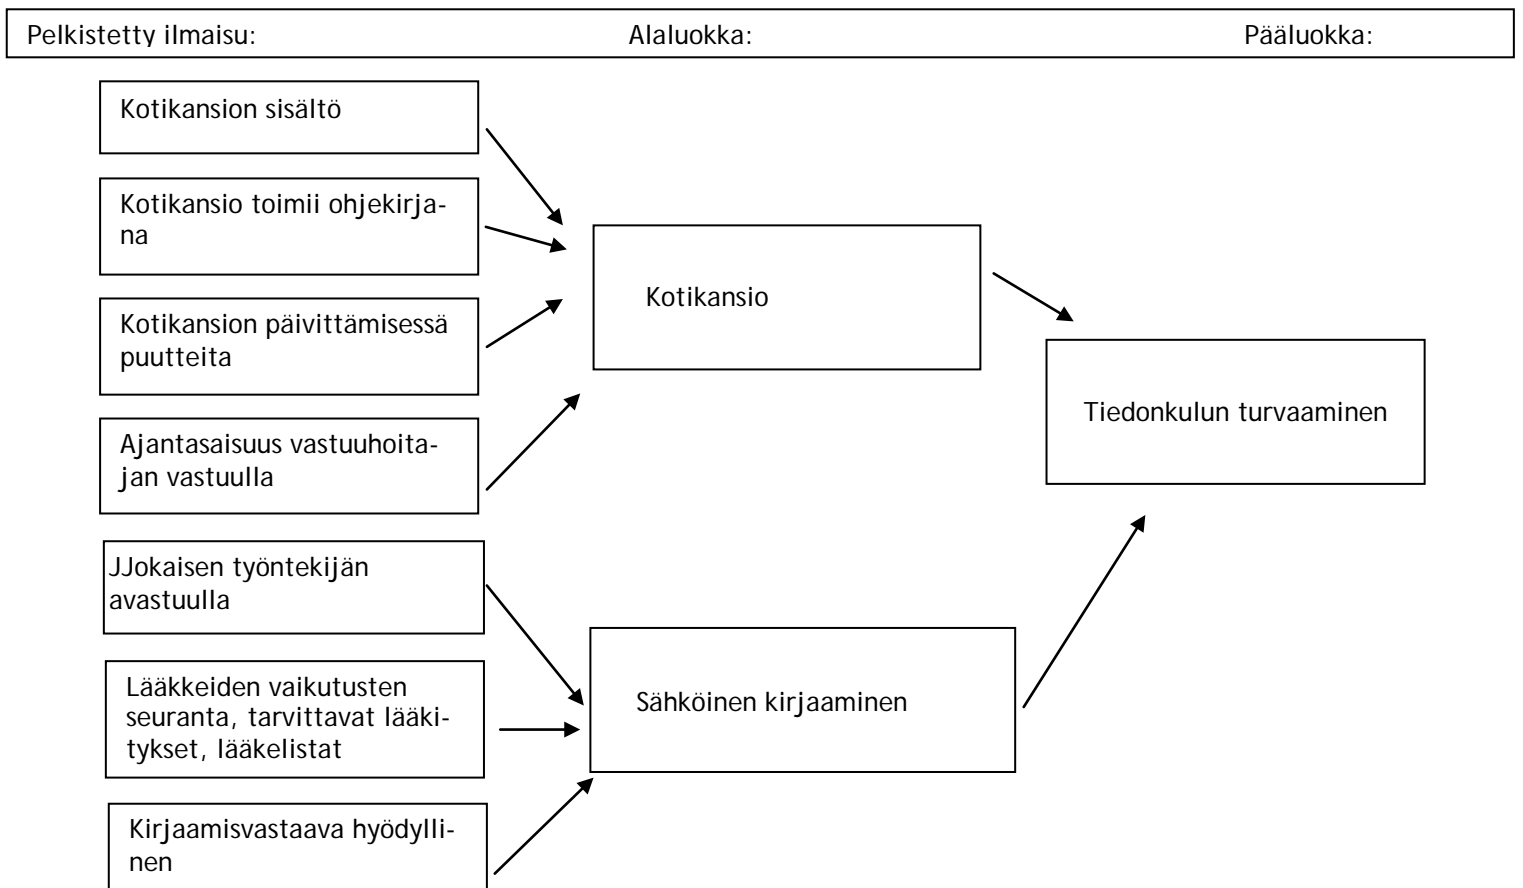 Pelkistetty ilmaisu: Alaluokka: Pääluokka:
Kotikansion sisältö
Kotikansio toimii ohjekirja-
na
Kotikansion päivittämisessä
puutteita
Ajantasaisuus vastuuhoita-
jan vastuulla
Kotikansio
Tiedonkulun turvaaminen
JJokaisen työntekijän
avastuulla
Lääkkeiden vaikutusten
seuranta, tarvittavat lääki-
tykset, lääkelistat
Kirjaamisvastaava hyödylli-
nen
Sähköinen kirjaaminen